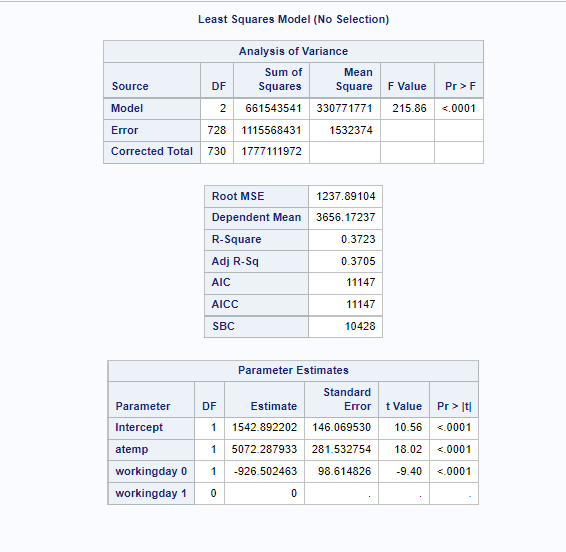 Least Squares Model (No Selection)
Analysis of Variance
Source DF Sum of Squares Mean Square F Value Pr > F
Model 2 661543541 330771771 215.86 <.0001
Error 728 1115568431 1532374
Corrected Total 730 1777111972
Root MSE 1237.89104
Dependent Mean 3656.17237
R-Square 0.3723
Adj R-Sq 0.3705
AIC 11147
AICC 11147
SBC 10428
Parameter Estimates
Parameter DF Estimate Standard Error t Value Pr > |t|
Intercept 1 1542.892202 146.069530 10.56 <.0001
atemp 1 5072.287933 281.532754 18.02 <.0001
workingday 0 1 -926.502463 98.614826 -9.40 <.0001
workingday 1 0 0 . . .